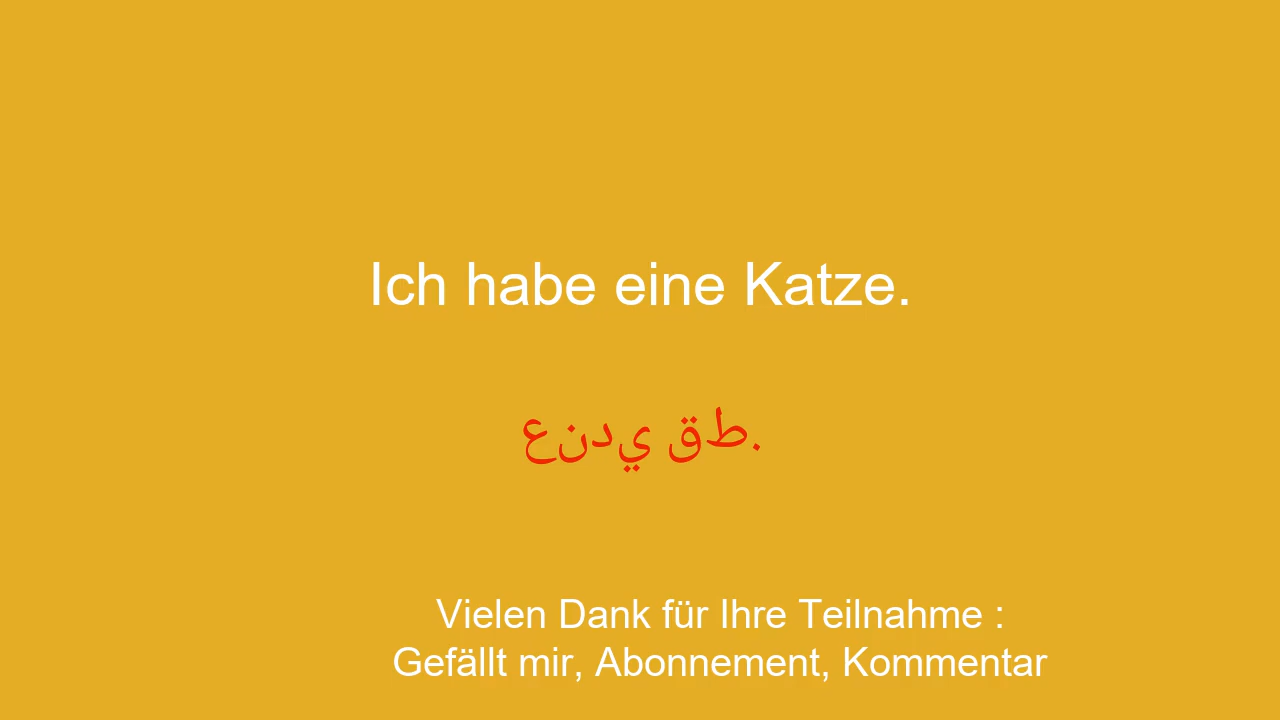 Ich habe eine Katze.
عندي قط.
Vielen Dank für Ihre Teilnahme :
Gefällt mir, Abonnement, Kommentar